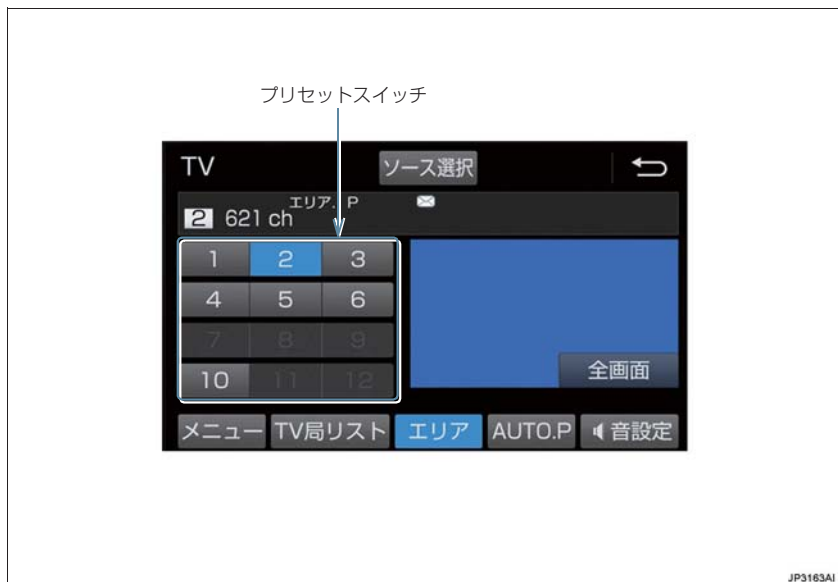 プリセットスイッチ
TV ソース選択
エリア. P
2 621 ch
1 2 3
4 5 6
7 8 9
10 11 12
全画面
メニュー TV局リスト エリア AUTO.P 音設定
JP3163AI